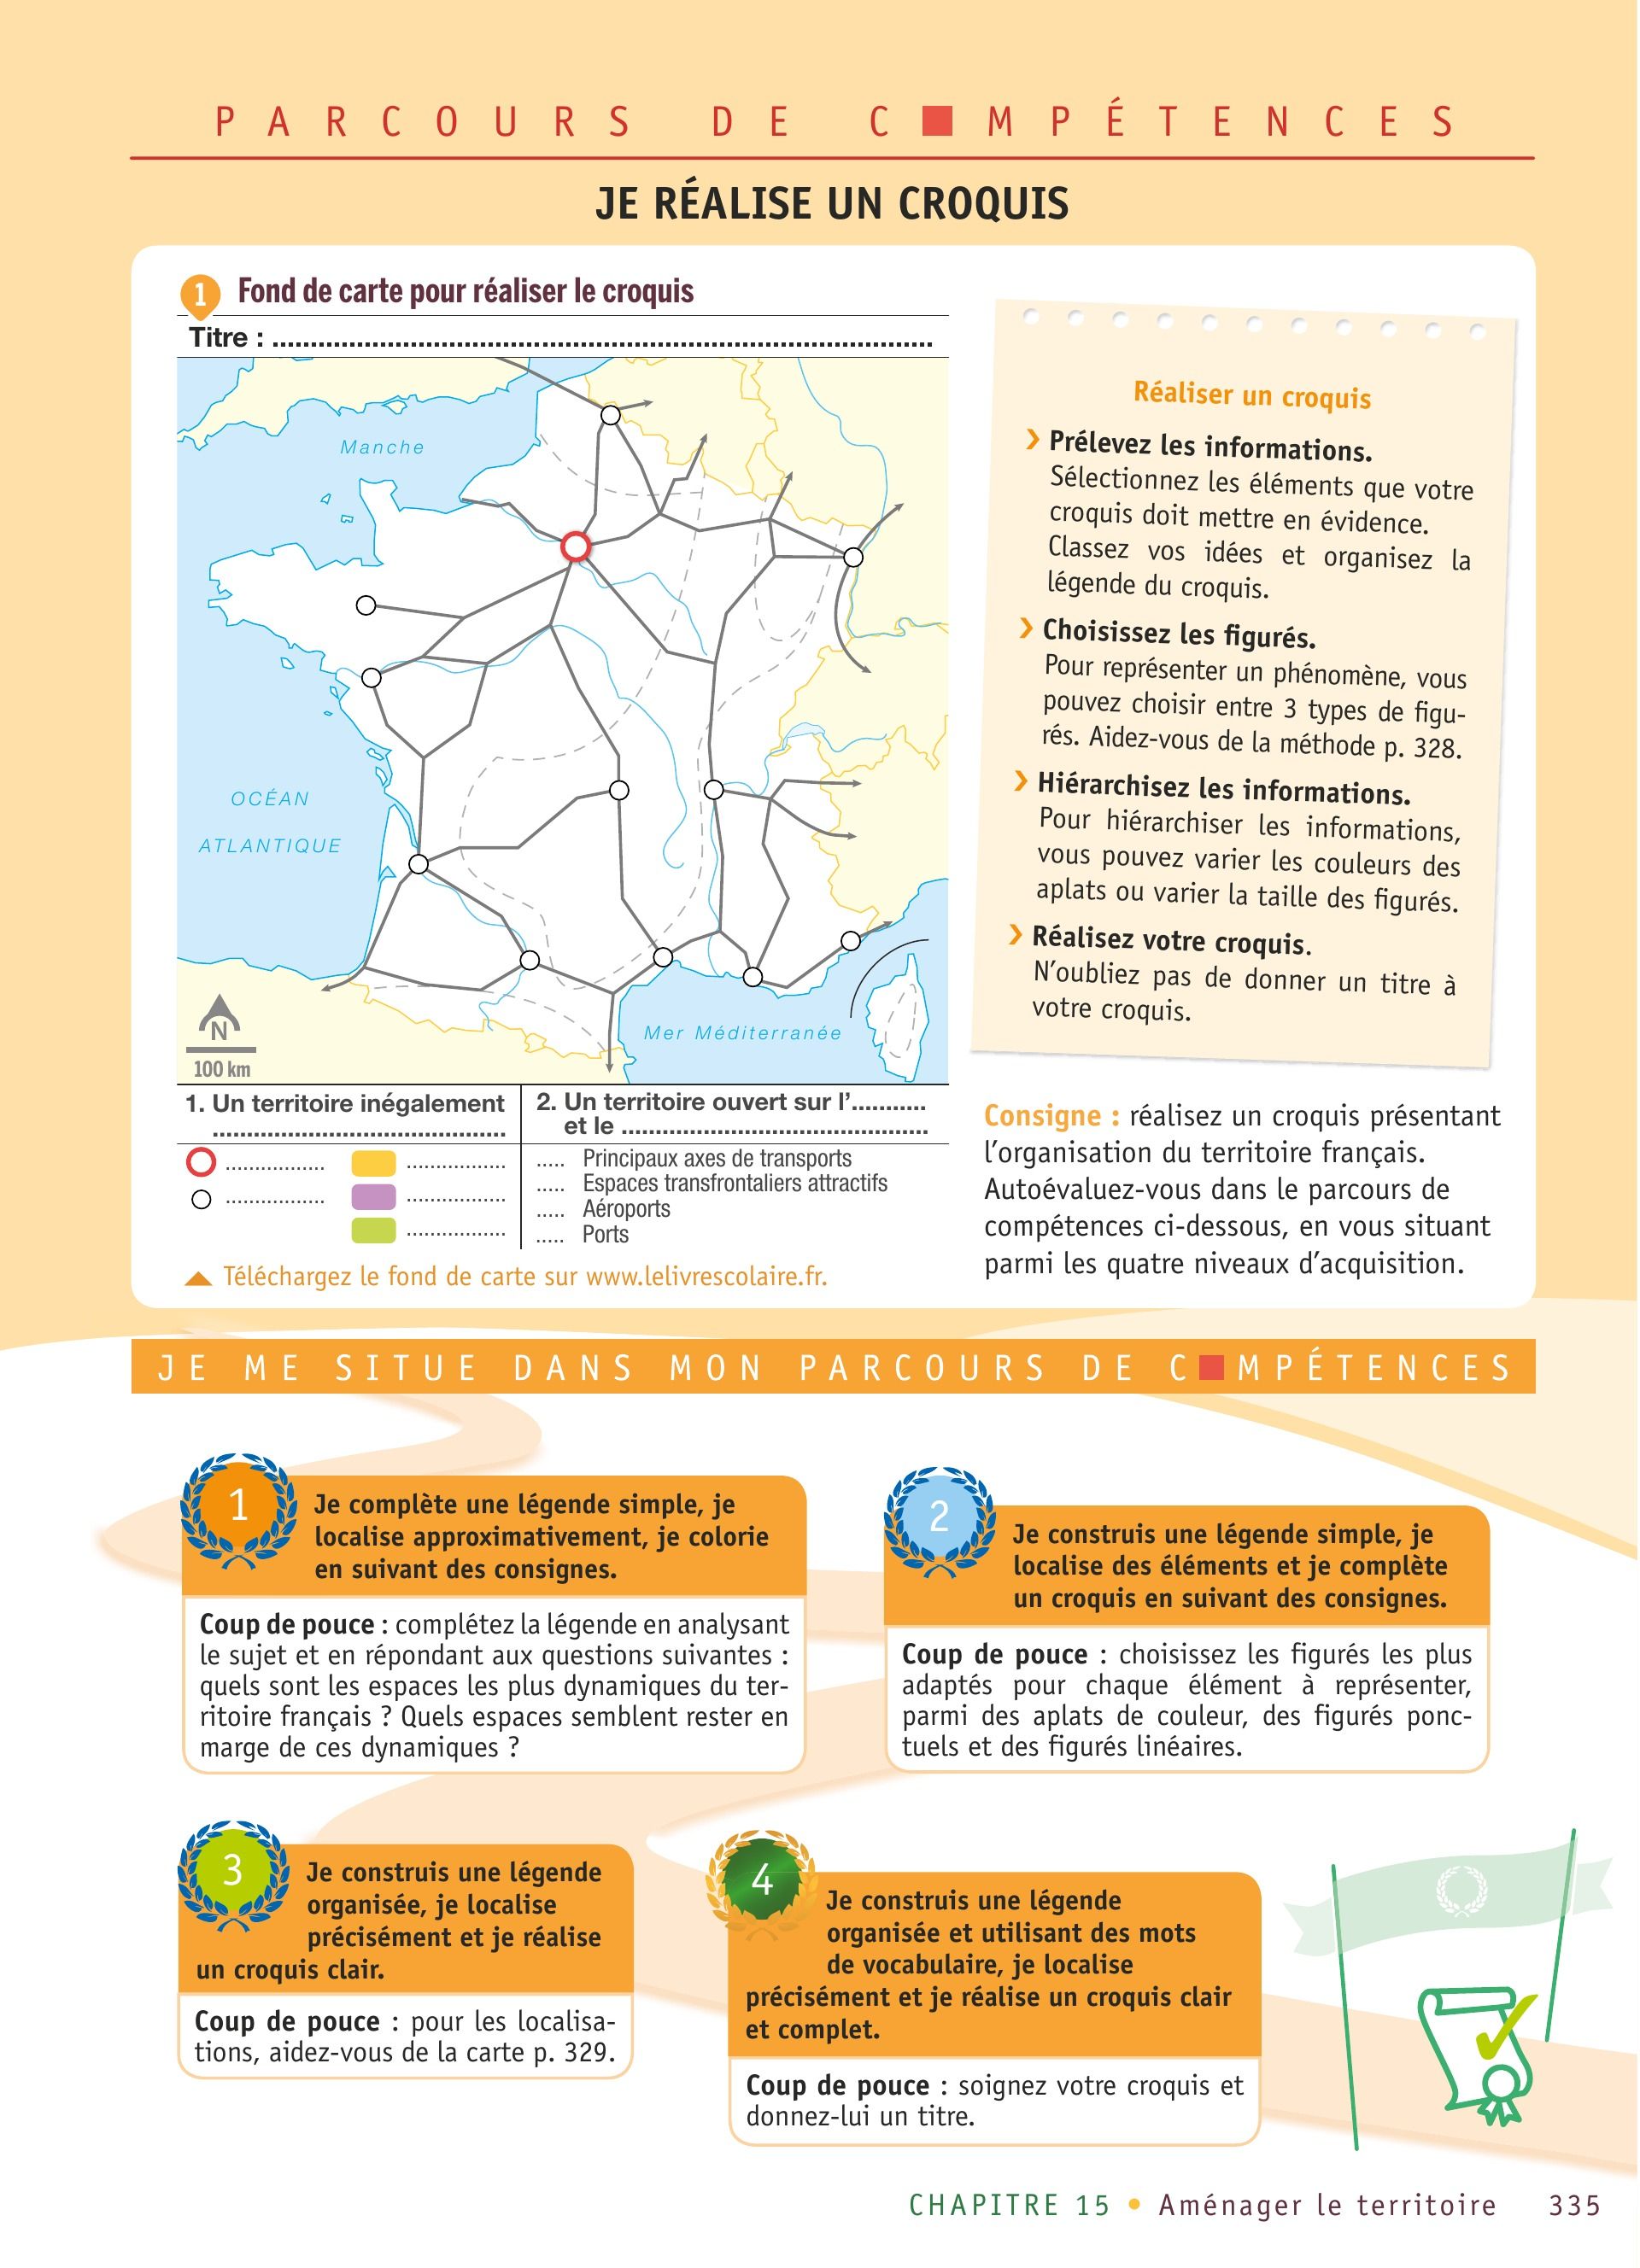 PARCOURS DE C■MPÉTENCES
JE RÉALISE UN CROQUIS
1 Fond de carte pour réaliser le croquis
Titre : ......................................................................................
Manche
OCÉAN
ATLANTIQUE
Mer Méditerranée
N
100 km
1. Un territoire inégalement
...........................................
................
................
................
................
................
2. Un territoire ouvert sur l'...........
et le .............................................
..... Principaux axes de transports
..... Espaces transfrontaliers attractifs
..... Aéroports
..... Ports
Téléchargez le fond de carte sur www.lelivrescolaire.fr.
Réaliser un croquis
Prélevez les informations.
Sélectionnez les éléments que votre
croquis doit mettre en évidence.
Classez vos idées et organisez la
légende du croquis.
Choisissez les figurés.
Pour représenter un phénomène, vous
pouvez choisir entre 3 types de figu-
rés. Aidez-vous de la méthode p. 328.
Hiérarchisez les informations.
Pour hiérarchiser les informations,
vous pouvez varier les couleurs des
aplats ou varier la taille des figurés.
Réalisez votre croquis.
N'oubliez pas de donner un titre à
votre croquis.
Consigne : réalisez un croquis présentant
l'organisation du territoire français.
Autoévaluez-vous dans le parcours de
compétences ci-dessous, en vous situant
parmi les quatre niveaux d'acquisition.
JE ME SITUE DANS MON PARCOURS DE C■MPÉTENCES
1
Je complète une légende simple, je
localise approximativement, je colorie
en suivant des consignes.
Coup de pouce : complétez la légende en analysant
le sujet et en répondant aux questions suivantes :
quels sont les espaces les plus dynamiques du ter-
ritoire français ? Quels espaces semblent rester en
marge de ces dynamiques ?
2
Je construis une légende simple, je
localise des éléments et je complète
un croquis en suivant des consignes.
Coup de pouce : choisissez les figurés les plus
adaptés pour chaque élément à représenter,
parmi des aplats de couleur, des figurés ponc-
tuels et des figurés linéaires.
3
Je construis une légende
organisée, je localise
précisément et je réalise
un croquis clair.
Coup de pouce : pour les localisa-
tions, aidez-vous de la carte p. 329.
4
Je construis une légende
organisée et utilisant des mots
de vocabulaire, je localise
précisément et je réalise un croquis clair
et complet.
Coup de pouce : soignez votre croquis et
donnez-lui un titre.
CHAPITRE 15 • Aménager le territoire 335